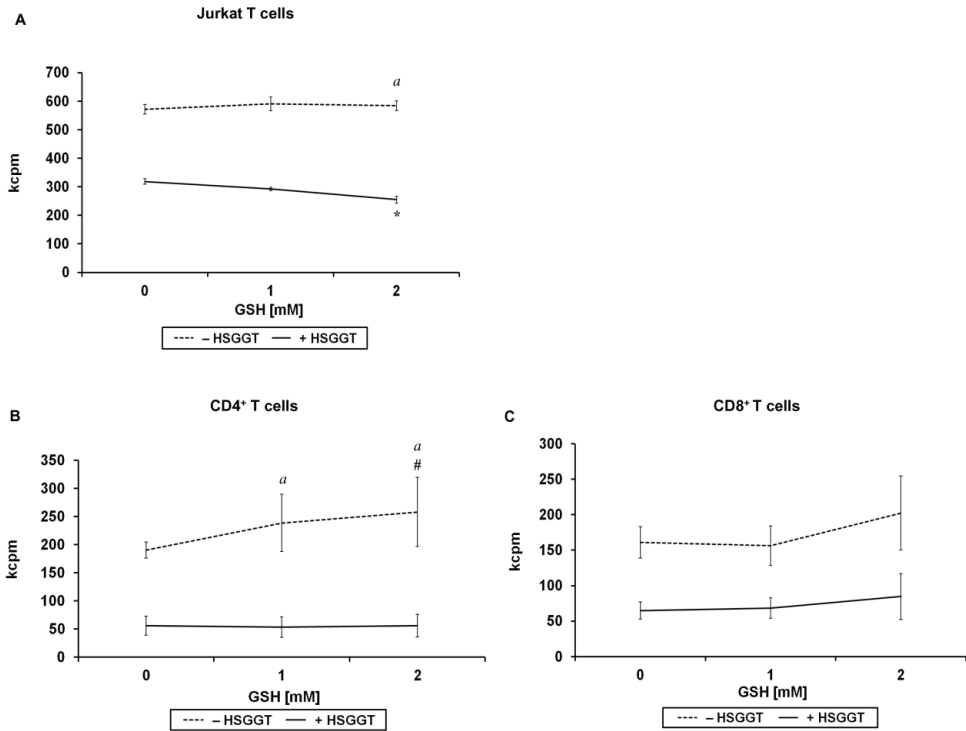 A
Jurkat T cells
700
600
500
400
300
200
100
0
kcpm
a
*
0 1 2
GSH [mM]
– HSGGT + HSGGT
B
CD4⁺ T cells
350
300
250
200
150
100
50
0
kcpm
a
a
#
0 1 2
GSH [mM]
– HSGGT + HSGGT
C
CD8⁺ T cells
300
250
200
150
100
50
0
kcpm
0 1 2
GSH [mM]
– HSGGT + HSGGT